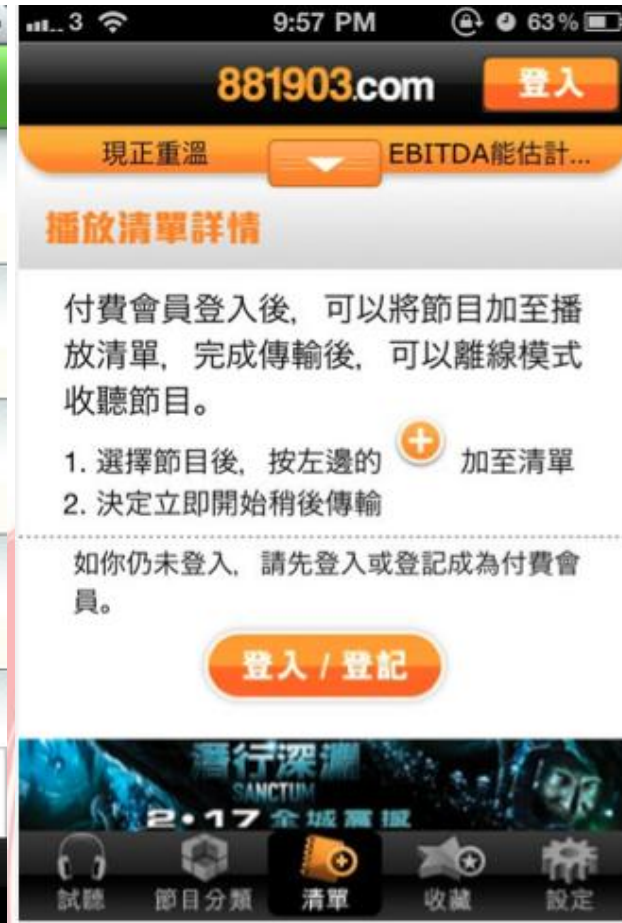 3 9:57 PM 63%
881903.com 登入
現正重溫 EBITDA能估計...
播放清單詳情
付費會員登入後，可以將節目加至播
放清單，完成傳輸後，可以離線模式
收聽節目。
1. 選擇節目後，按左邊的 加至清單
2. 決定立即開始稍後傳輸
如你仍未登入，請先登入或登記成為付費會
員。
登入 / 登記
潛行深淵
SANCTUM
2•17 全城震撼
試聽 節目分類 清單 收藏 設定